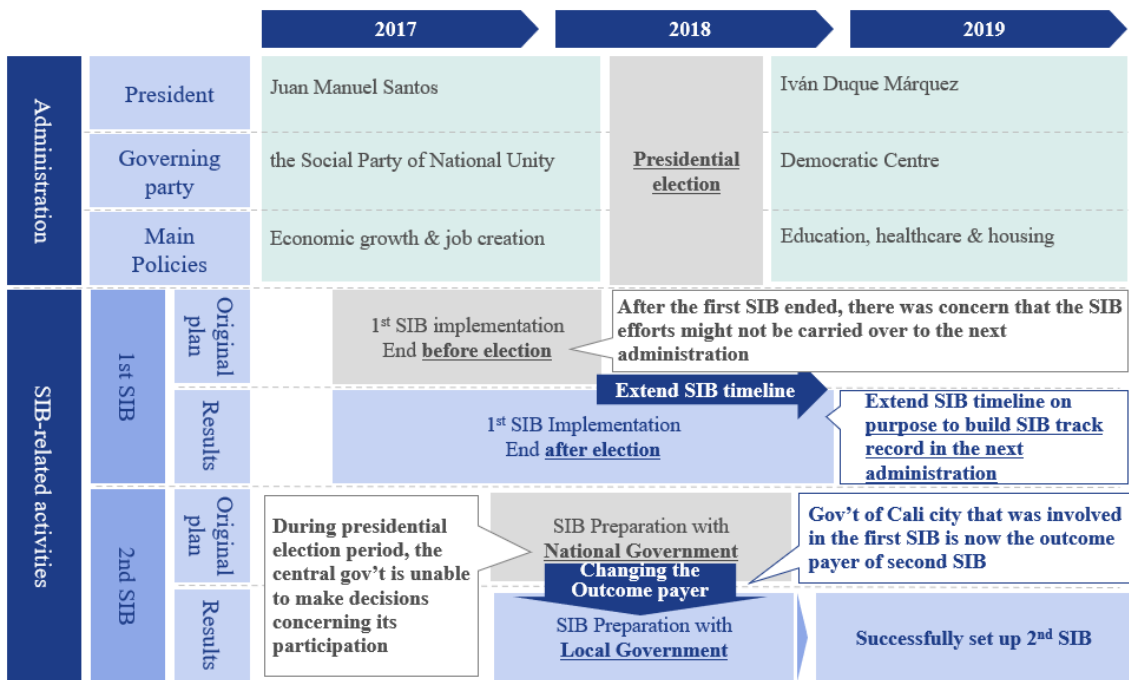 2017
2018
2019
Administration
President
Juan Manuel Santos
Iván Duque Márquez
Governing
party
the Social Party of National Unity
Presidential
election
Democratic Centre
Main
Policies
Economic growth & job creation
Education, healthcare & housing
SIB-related activities
1st SIB
Original
plan
1st SIB implementation
End before election
After the first SIB ended, there was concern that the SIB
efforts might not be carried over to the next
administration
Extend SIB timeline
Results
1st SIB Implementation
End after election
Extend SIB timeline on
purpose to build SIB track
record in the next
administration
2nd SIB
Original
plan
During presidential
election period, the
central gov't is unable
to make decisions
concerning its
participation
SIB Preparation with
National Government
Gov't of Cali city that was involved
in the first SIB is now the outcome
payer of second SIB
Changing the
Outcome payer
Results
SIB Preparation with
Local Government
Successfully set up 2nd SIB